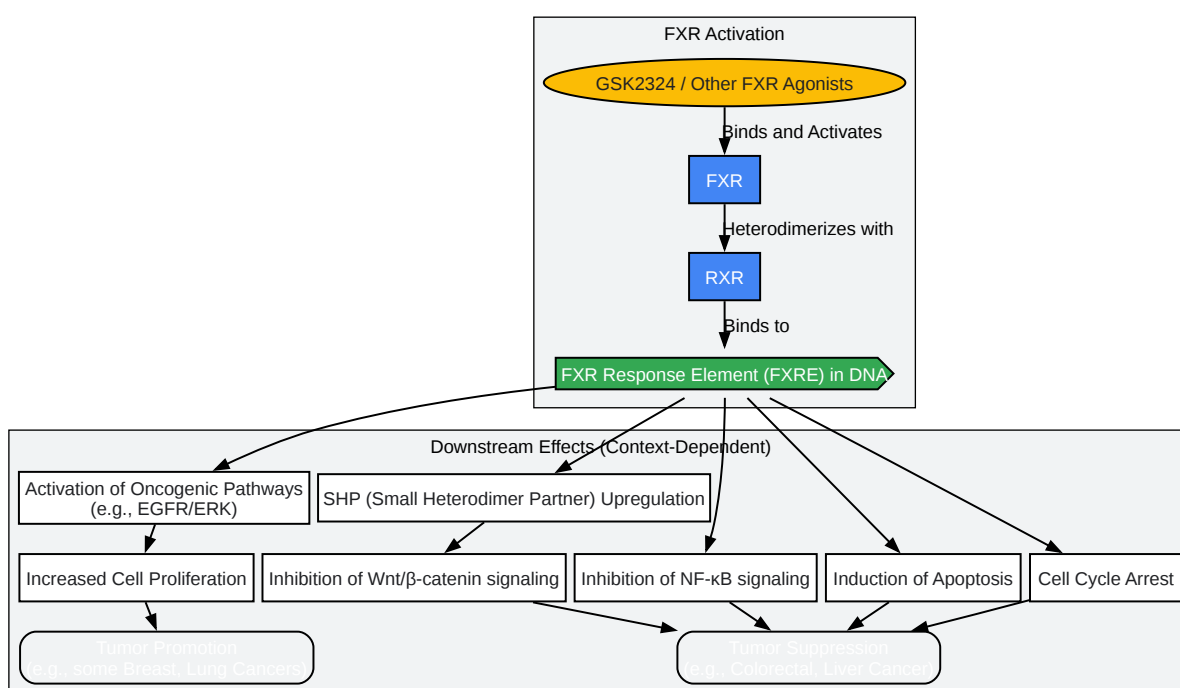 FXR Activation
GSK2324 / Other FXR Agonists
Binds and Activates
FXR
Heterodimerizes with
RXR
Binds to
FXR Response Element (FXRE) in DNA
Downstream Effects (Context-Dependent)
Activation of Oncogenic Pathways
(e.g., EGFR/ERK)
SHP (Small Heterodimer Partner) Upregulation
Increased Cell Proliferation
Inhibition of Wnt/β-catenin signaling
Inhibition of NF-κB signaling
Induction of Apoptosis
Cell Cycle Arrest
Tumor Promotion
(e.g., some Breast, Lung Cancers)
Tumor Suppression
(e.g., Colorectal, Liver Cancer)